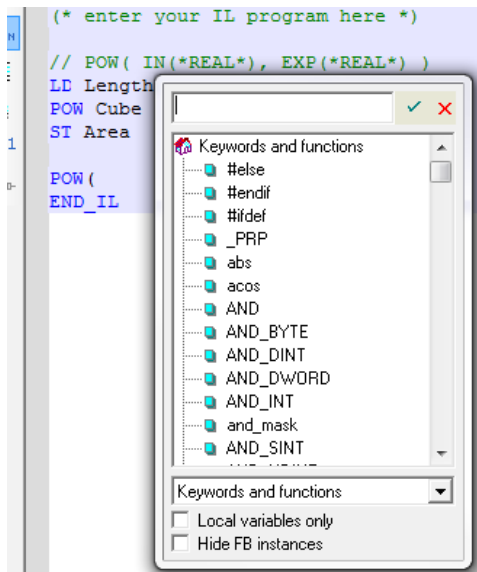 (* enter your IL program here *)
N
// POW( IN(*REAL*), EXP(*REAL*) )
LD Length
POW Cube
ST Area
1
POW(
END_IL
Keywords and functions
#else
#endif
#ifdef
_PRP
abs
acos
AND
AND_BYTE
AND_DINT
AND_DWORD
AND_INT
and_mask
AND_SINT
Keywords and functions
Local variables only
Hide FB instances